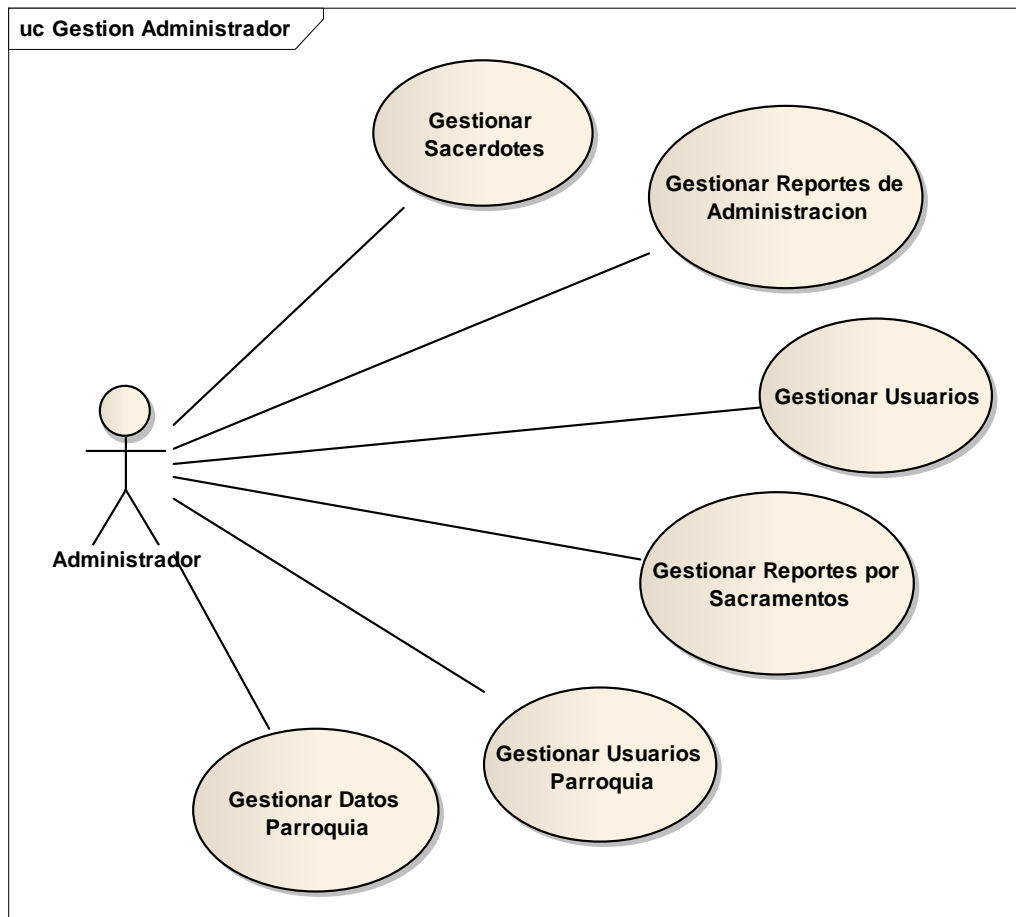 uc Gestion Administrador
Gestionar
Sacerdotes
Gestionar Reportes de
Administracion
Gestionar Usuarios
Administrador
Gestionar Reportes por
Sacramentos
Gestionar Usuarios
Parroquia
Gestionar Datos
Parroquia